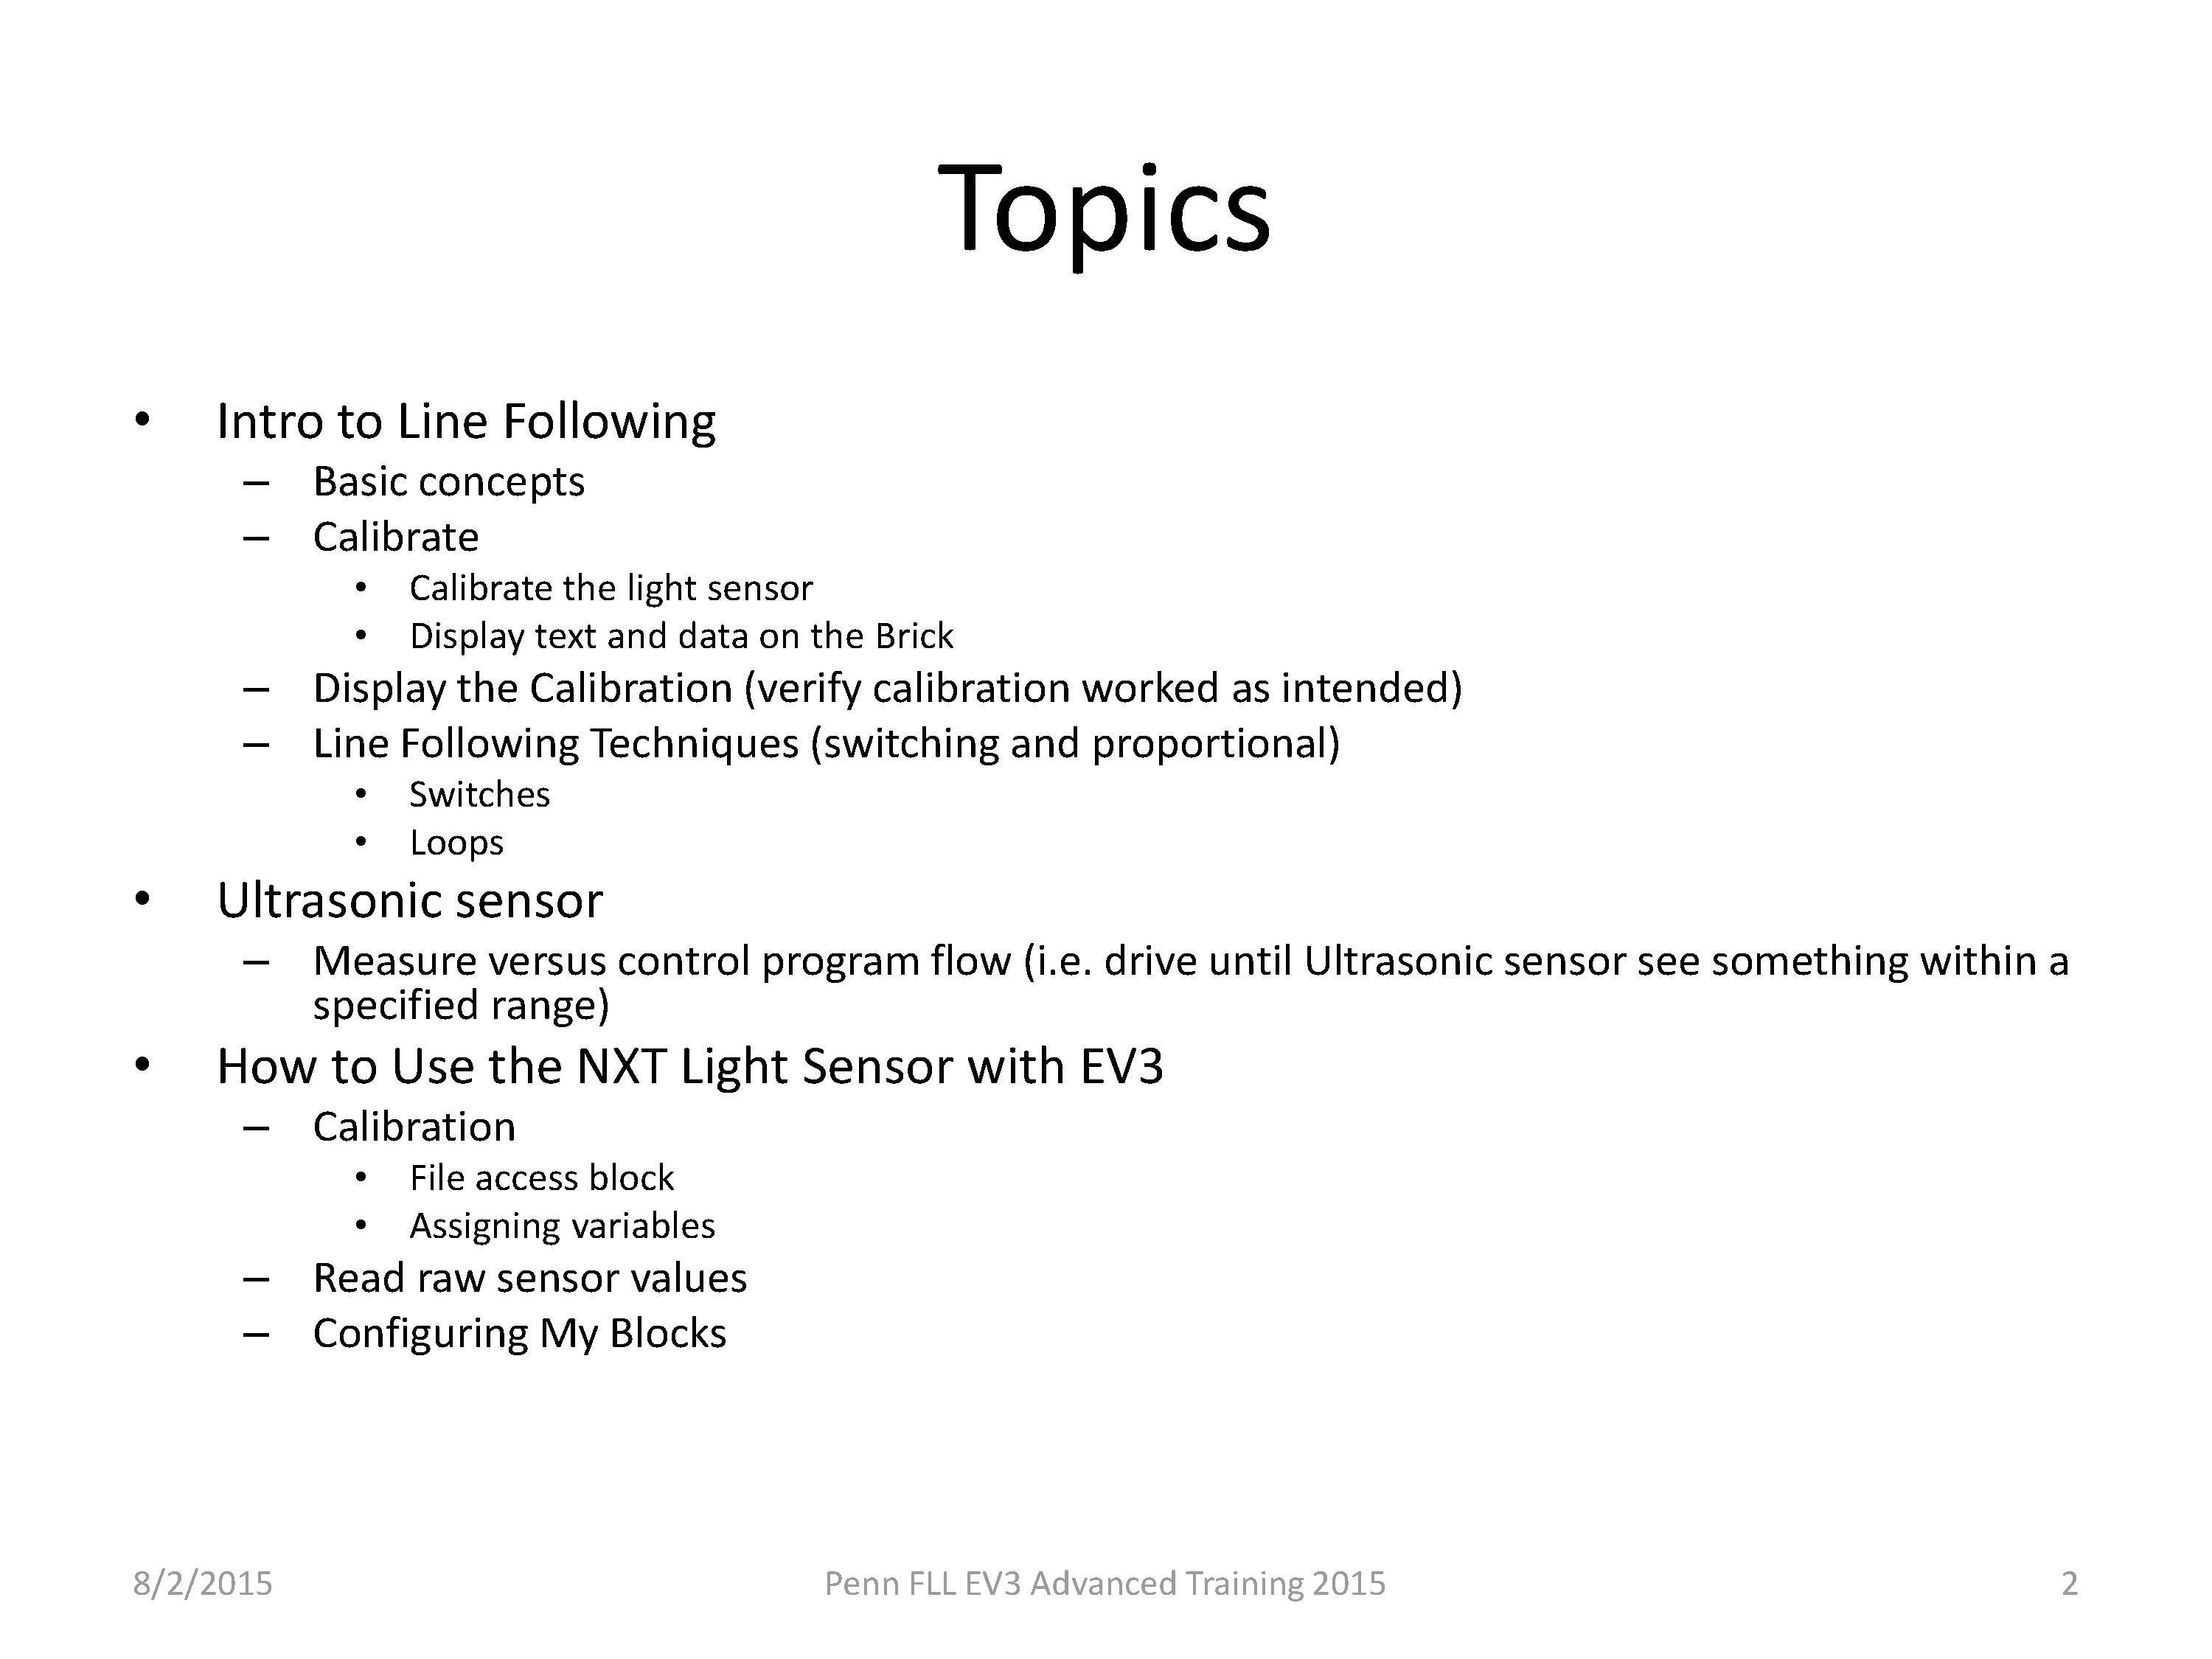 Topics
• Intro to Line Following
– Basic concepts
– Calibrate
• Calibrate the light sensor
• Display text and data on the Brick
– Display the Calibration (verify calibration worked as intended)
– Line Following Techniques (switching and proportional)
• Switches
• Loops
• Ultrasonic sensor
– Measure versus control program flow (i.e. drive until Ultrasonic sensor see something within a
specified range)
• How to Use the NXT Light Sensor with EV3
– Calibration
• File access block
• Assigning variables
– Read raw sensor values
– Configuring My Blocks
8/2/2015 Penn FLL EV3 Advanced Training 2015 2